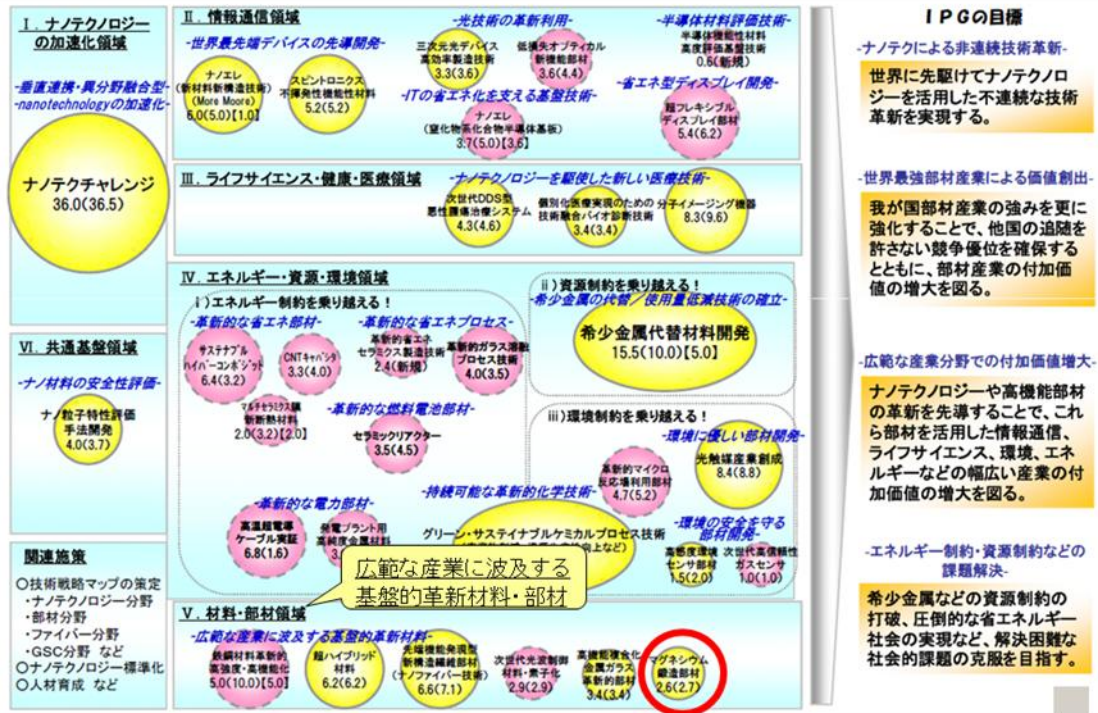 Ⅰ. ナノテクノロジー
の加速化領域
-垂直連携・異分野融合型-
-nanotechnologyの加速化-
ナノテクチャレンジ
36.0(36.5)
Ⅵ. 共通基盤領域
-ナノ材料の安全性評価-
ナノ粒子特性評価
手法開発
4.0(3.7)
関連施策
○技術戦略マップの策定
・ナノテクノロジー分野
・部材分野
・ファイバー分野
・GSC分野 など
○ナノテクノロジー標準化
○人材育成 など
Ⅱ. 情報通信領域
-世界最先端デバイスの先導開発-
ナノエレ
(新材料新構造技術)
(More Moore)
6.0(5.0)【1.0】
スピントロニクス
不揮発性機能性材料
5.2(5.2)
-光技術の革新利用-
三次元光デバイス
高効率製造技術
3.3(3.6)
低損失オプティカル
新機能部材
3.6(4.4)
-ITの省エネ化を支える基盤技術-
ナノエレ
(窒化物系化合物半導体基板)
3.7(5.0)【3.6】
-半導体材料評価技術-
半導体機能性材料
高度評価基盤技術
0.6(新規)
-省エネ型ディスプレイ開発-
超フレキシブル
ディスプレイ部材
5.4(6.2)
Ⅲ. ライフサイエンス・健康・医療領域
-ナノテクノロジーを駆使した新しい医療技術-
次世代DDS型
悪性腫瘍治療システム
4.3(4.6)
個別化医療実現のための
技術融合バイオ診断技術
3.4(3.4)
分子イメージング機器
8.3(9.6)
Ⅳ. エネルギー・資源・環境領域
ⅰ)エネルギー制約を乗り越える！
-革新的な省エネ部材-
サステナブル
ハイパーコンポジット
6.4(3.2)
CNTキャパシタ
3.3(4.0)
マルチセラミックス膜
新断熱材料
2.0(3.2)【2.0】
-革新的な省エネプロセス-
革新的省エネ
セラミックス製造技術
2.4(新規)
革新的ガラス溶融
プロセス技術
4.0(3.5)
-革新的な燃料電池部材-
セラミックリアクター
3.5(4.5)
-革新的な電力部材-
高温超電導
ケーブル実証
6.8(1.6)
発電プラント用
高純度金属材料
ⅱ)資源制約を乗り越える！
-希少金属の代替／使用量低減技術の確立-
希少金属代替材料開発
15.5(10.0)【5.0】
ⅲ)環境制約を乗り越える！
-環境に優しい部材開発-
光触媒産業創成
8.4(8.8)
革新的マイクロ
反応場利用部材
4.7(5.2)
-持続可能な革新的化学技術-
グリーン・サステイナブルケミカルプロセス技術
-環境の安全を守る
部材開発-
高感度環境
センサ部材
1.5(2.0)
次世代高信頼性
ガスセンサ
1.0(1.0)
広範な産業に波及する
基盤的革新材料・部材
Ⅴ. 材料・部材領域
-広範な産業に波及する基盤的革新材料-
鉄鋼材料革新的
高強度・高機能化
5.0(10.0)【5.0】
超ハイブリッド
材料
6.2(6.2)
先端機能発現型
新構造繊維部材
(ナノファイバー技術)
6.6(7.1)
次世代光波制御
材料・素子化
2.9(2.9)
高機能複合化
金属ガラス
革新的部材
3.4(3.4)
マグネシウム
鍛造部材
2.6(2.7)
ＩＰＧの目標
-ナノテクによる非連続技術革新-
世界に先駆けてナノテクノロ
ジーを活用した不連続な技術
革新を実現する。
-世界最強部材産業による価値創出-
我が国部材産業の強みを更に
強化することで、他国の追随を
許さない競争優位を確保する
とともに、部材産業の付加価
値の増大を図る。
-広範な産業分野での付加価値増大-
ナノテクノロジーや高機能部材
の革新を先導することで、これ
ら部材を活用した情報通信、
ライフサイエンス、環境、エネ
ルギーなどの幅広い産業の付
加価値の増大を図る。
-エネルギー制約・資源制約などの
課題解決-
希少金属などの資源制約の
打破、圧倒的な省エネルギー
社会の実現など、解決困難な
社会的課題の克服を目指す。